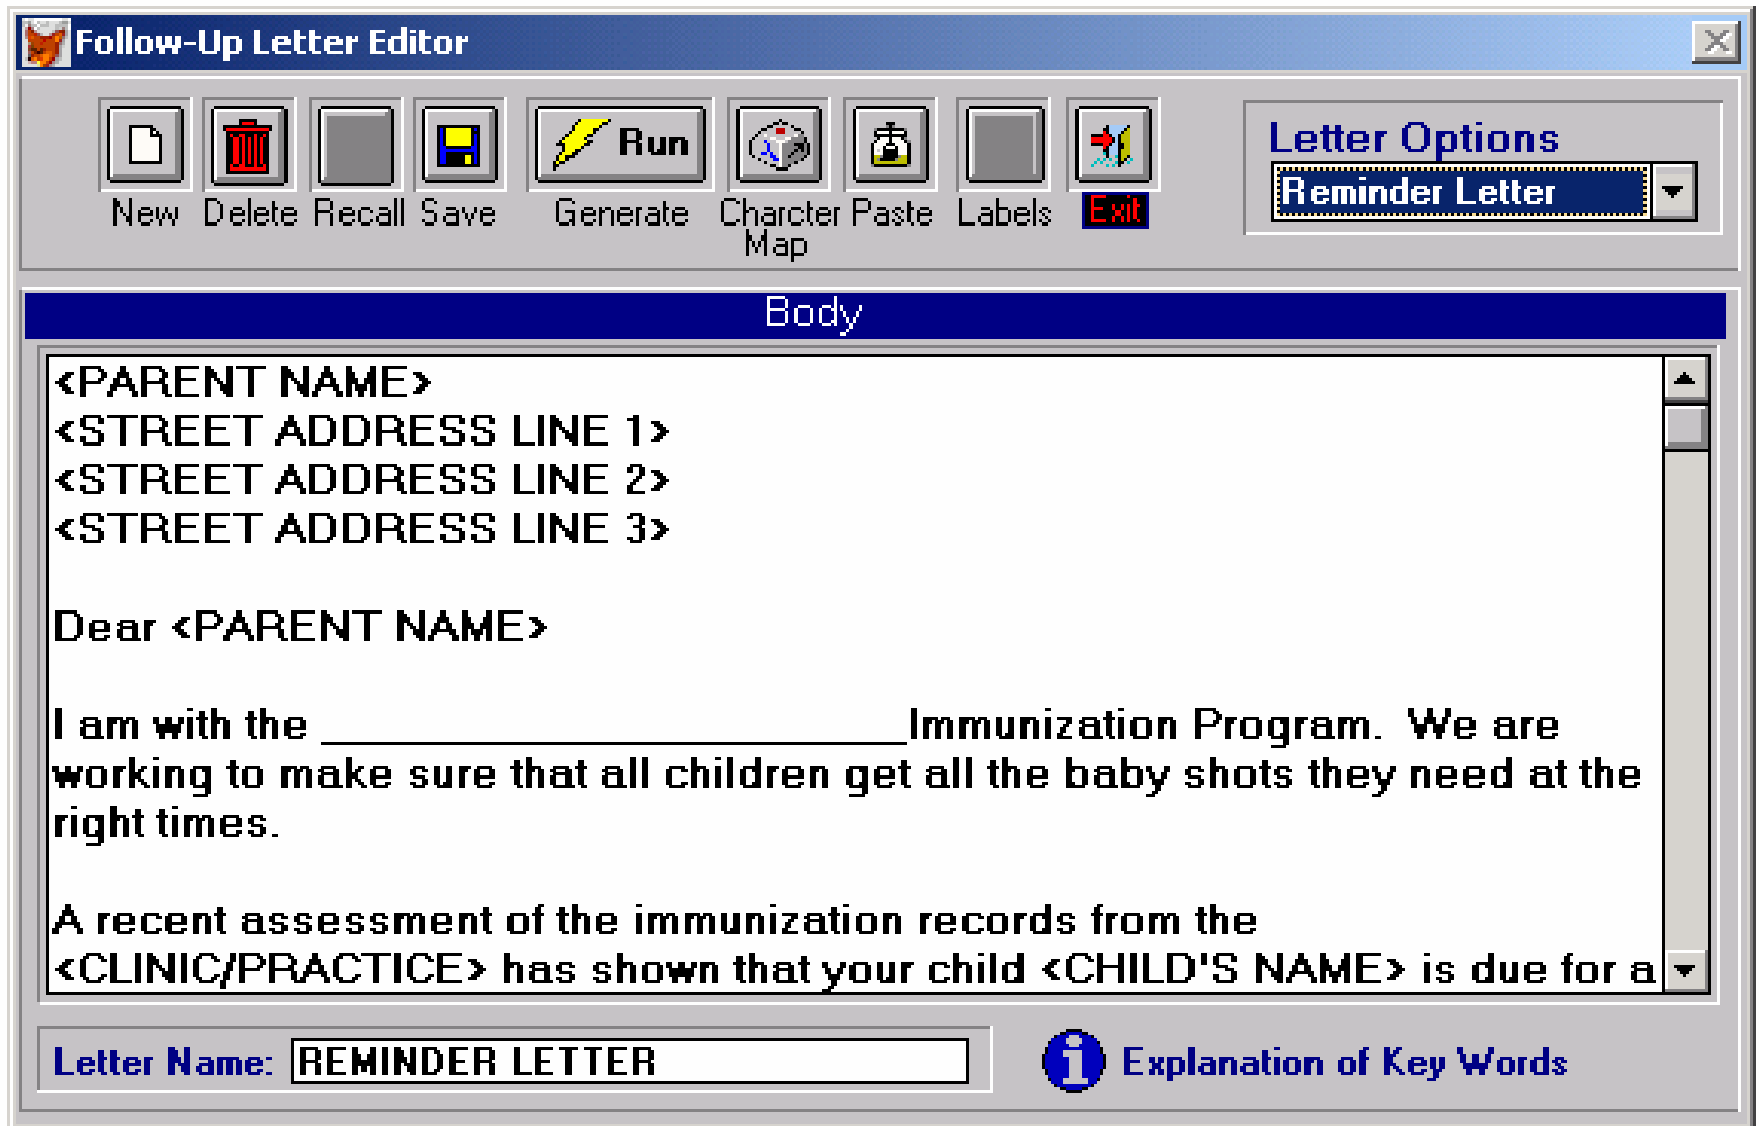 Follow-Up Letter Editor
Run
New Delete Recall Save Generate Charcter Map Paste Labels Exit
Letter Options
Reminder Letter
Body
<PARENT NAME>
<STREET ADDRESS LINE 1>
<STREET ADDRESS LINE 2>
<STREET ADDRESS LINE 3>
Dear <PARENT NAME>
I am with the ______________________Immunization Program.  We are
working to make sure that all children get all the baby shots they need at the
right times.
A recent assessment of the immunization records from the
<CLINIC/PRACTICE> has shown that your child <CHILD'S NAME> is due for a
Letter Name: REMINDER LETTER
Explanation of Key Words